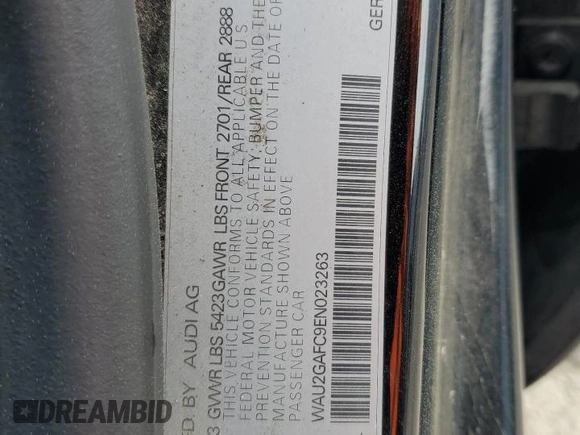 FD BY AUDI AG
3 GVWR LBS 5423 GAWR LBS FRONT 2701/REAR 2888
THIS VEHICLE CONFORMS TO ALL APPLICABLE U S
FEDERAL MOTOR VEHICLE SAFETY, BUMPER AND THE
PREVENTION STANDARDS IN EFFECT ON THE DATE OF
MANUFACTURE SHOWN ABOVE
PASSENGER CAR
WAU2GAFC9EN023263
GER
DREAMBID